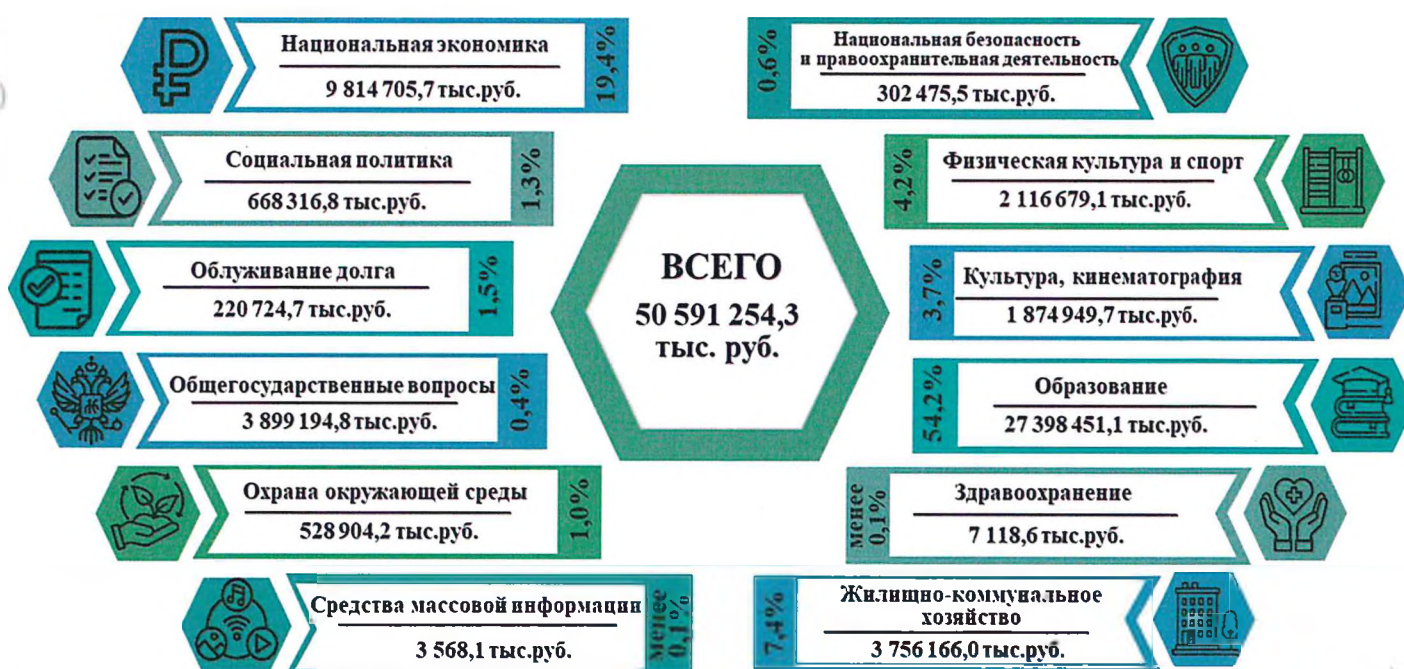 Национальная экономика
9 814 705,7 тыс.руб.
19,4%
Социальная политика
668 316,8 тыс.руб.
1,3%
Облуживание долга
220 724,7 тыс.руб.
1,5%
Общегосударственные вопросы
3 899 194,8 тыс.руб.
0,4%
Охрана окружающей среды
528 904,2 тыс.руб.
1,0%
Средства массовой информации
3 568,1 тыс.руб.
менее
0,1%
ВСЕГО
50 591 254,3
тыс. руб.
0,6%
Национальная безопасность
и правоохранительная деятельность
302 475,5 тыс.руб.
4,2%
Физическая культура и спорт
2 116 679,1 тыс.руб.
3,7%
Культура, кинематография
1 874 949,7 тыс.руб.
54,2%
Образование
27 398 451,1 тыс.руб.
менее
0,1%
Здравоохранение
7 118,6 тыс.руб.
7,4%
Жилищно-коммунальное
хозяйство
3 756 166,0 тыс.руб.